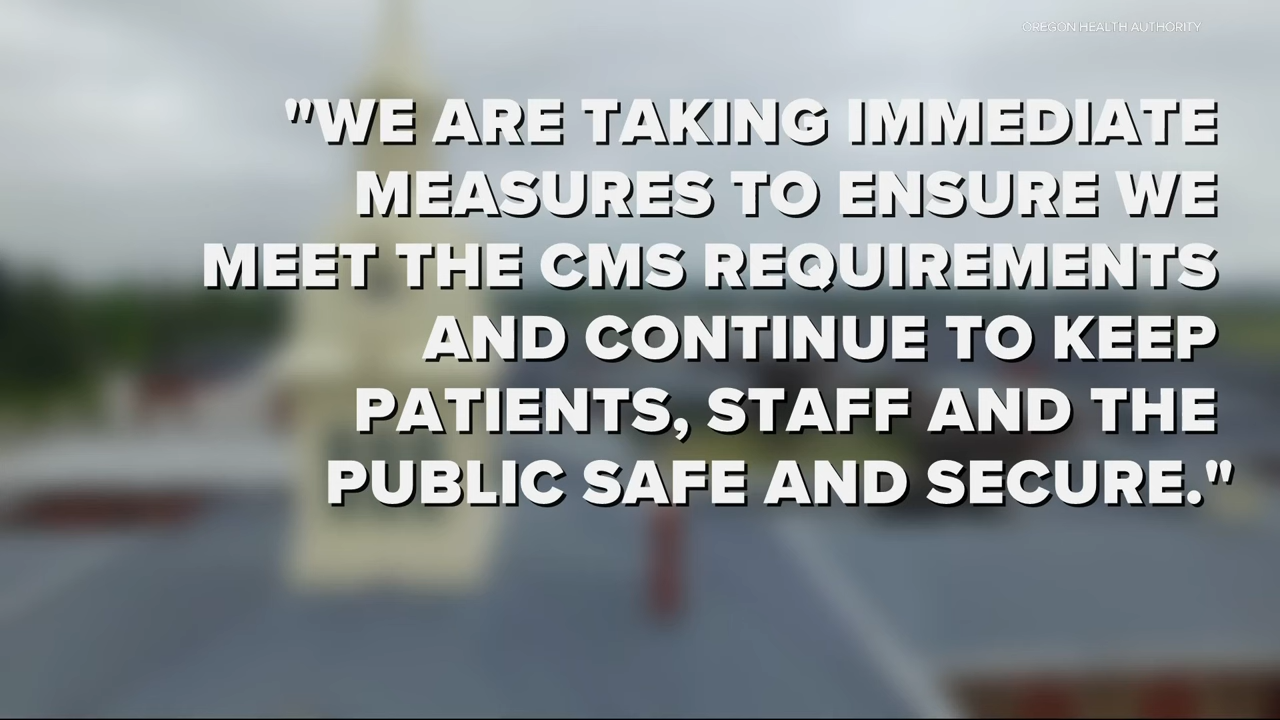 OREGON HEALTH AUTHORITY
"WE ARE TAKING IMMEDIATE
MEASURES TO ENSURE WE
MEET THE CMS REQUIREMENTS
AND CONTINUE TO KEEP
PATIENTS, STAFF AND THE
PUBLIC SAFE AND SECURE."